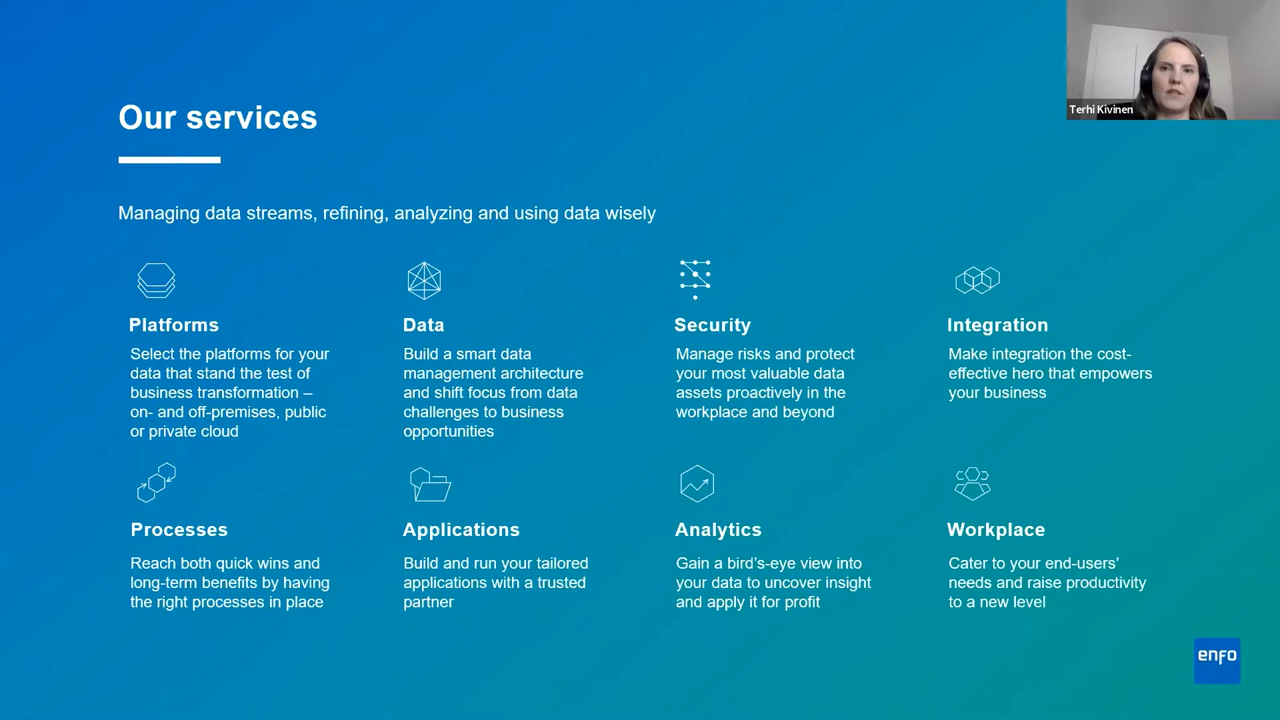 Terhi Kivinen
Our services
Managing data streams, refining, analyzing and using data wisely
Platforms
Select the platforms for your
data that stand the test of
business transformation –
on- and off-premises, public
or private cloud
Data
Build a smart data
management architecture
and shift focus from data
challenges to business
opportunities
Security
Manage risks and protect
your most valuable data
assets proactively in the
workplace and beyond
Integration
Make integration the cost-
effective hero that empowers
your business
Processes
Reach both quick wins and
long-term benefits by having
the right processes in place
Applications
Build and run your tailored
applications with a trusted
partner
Analytics
Gain a bird’s-eye view into
your data to uncover insight
and apply it for profit
Workplace
Cater to your end-users’
needs and raise productivity
to a new level
enfo